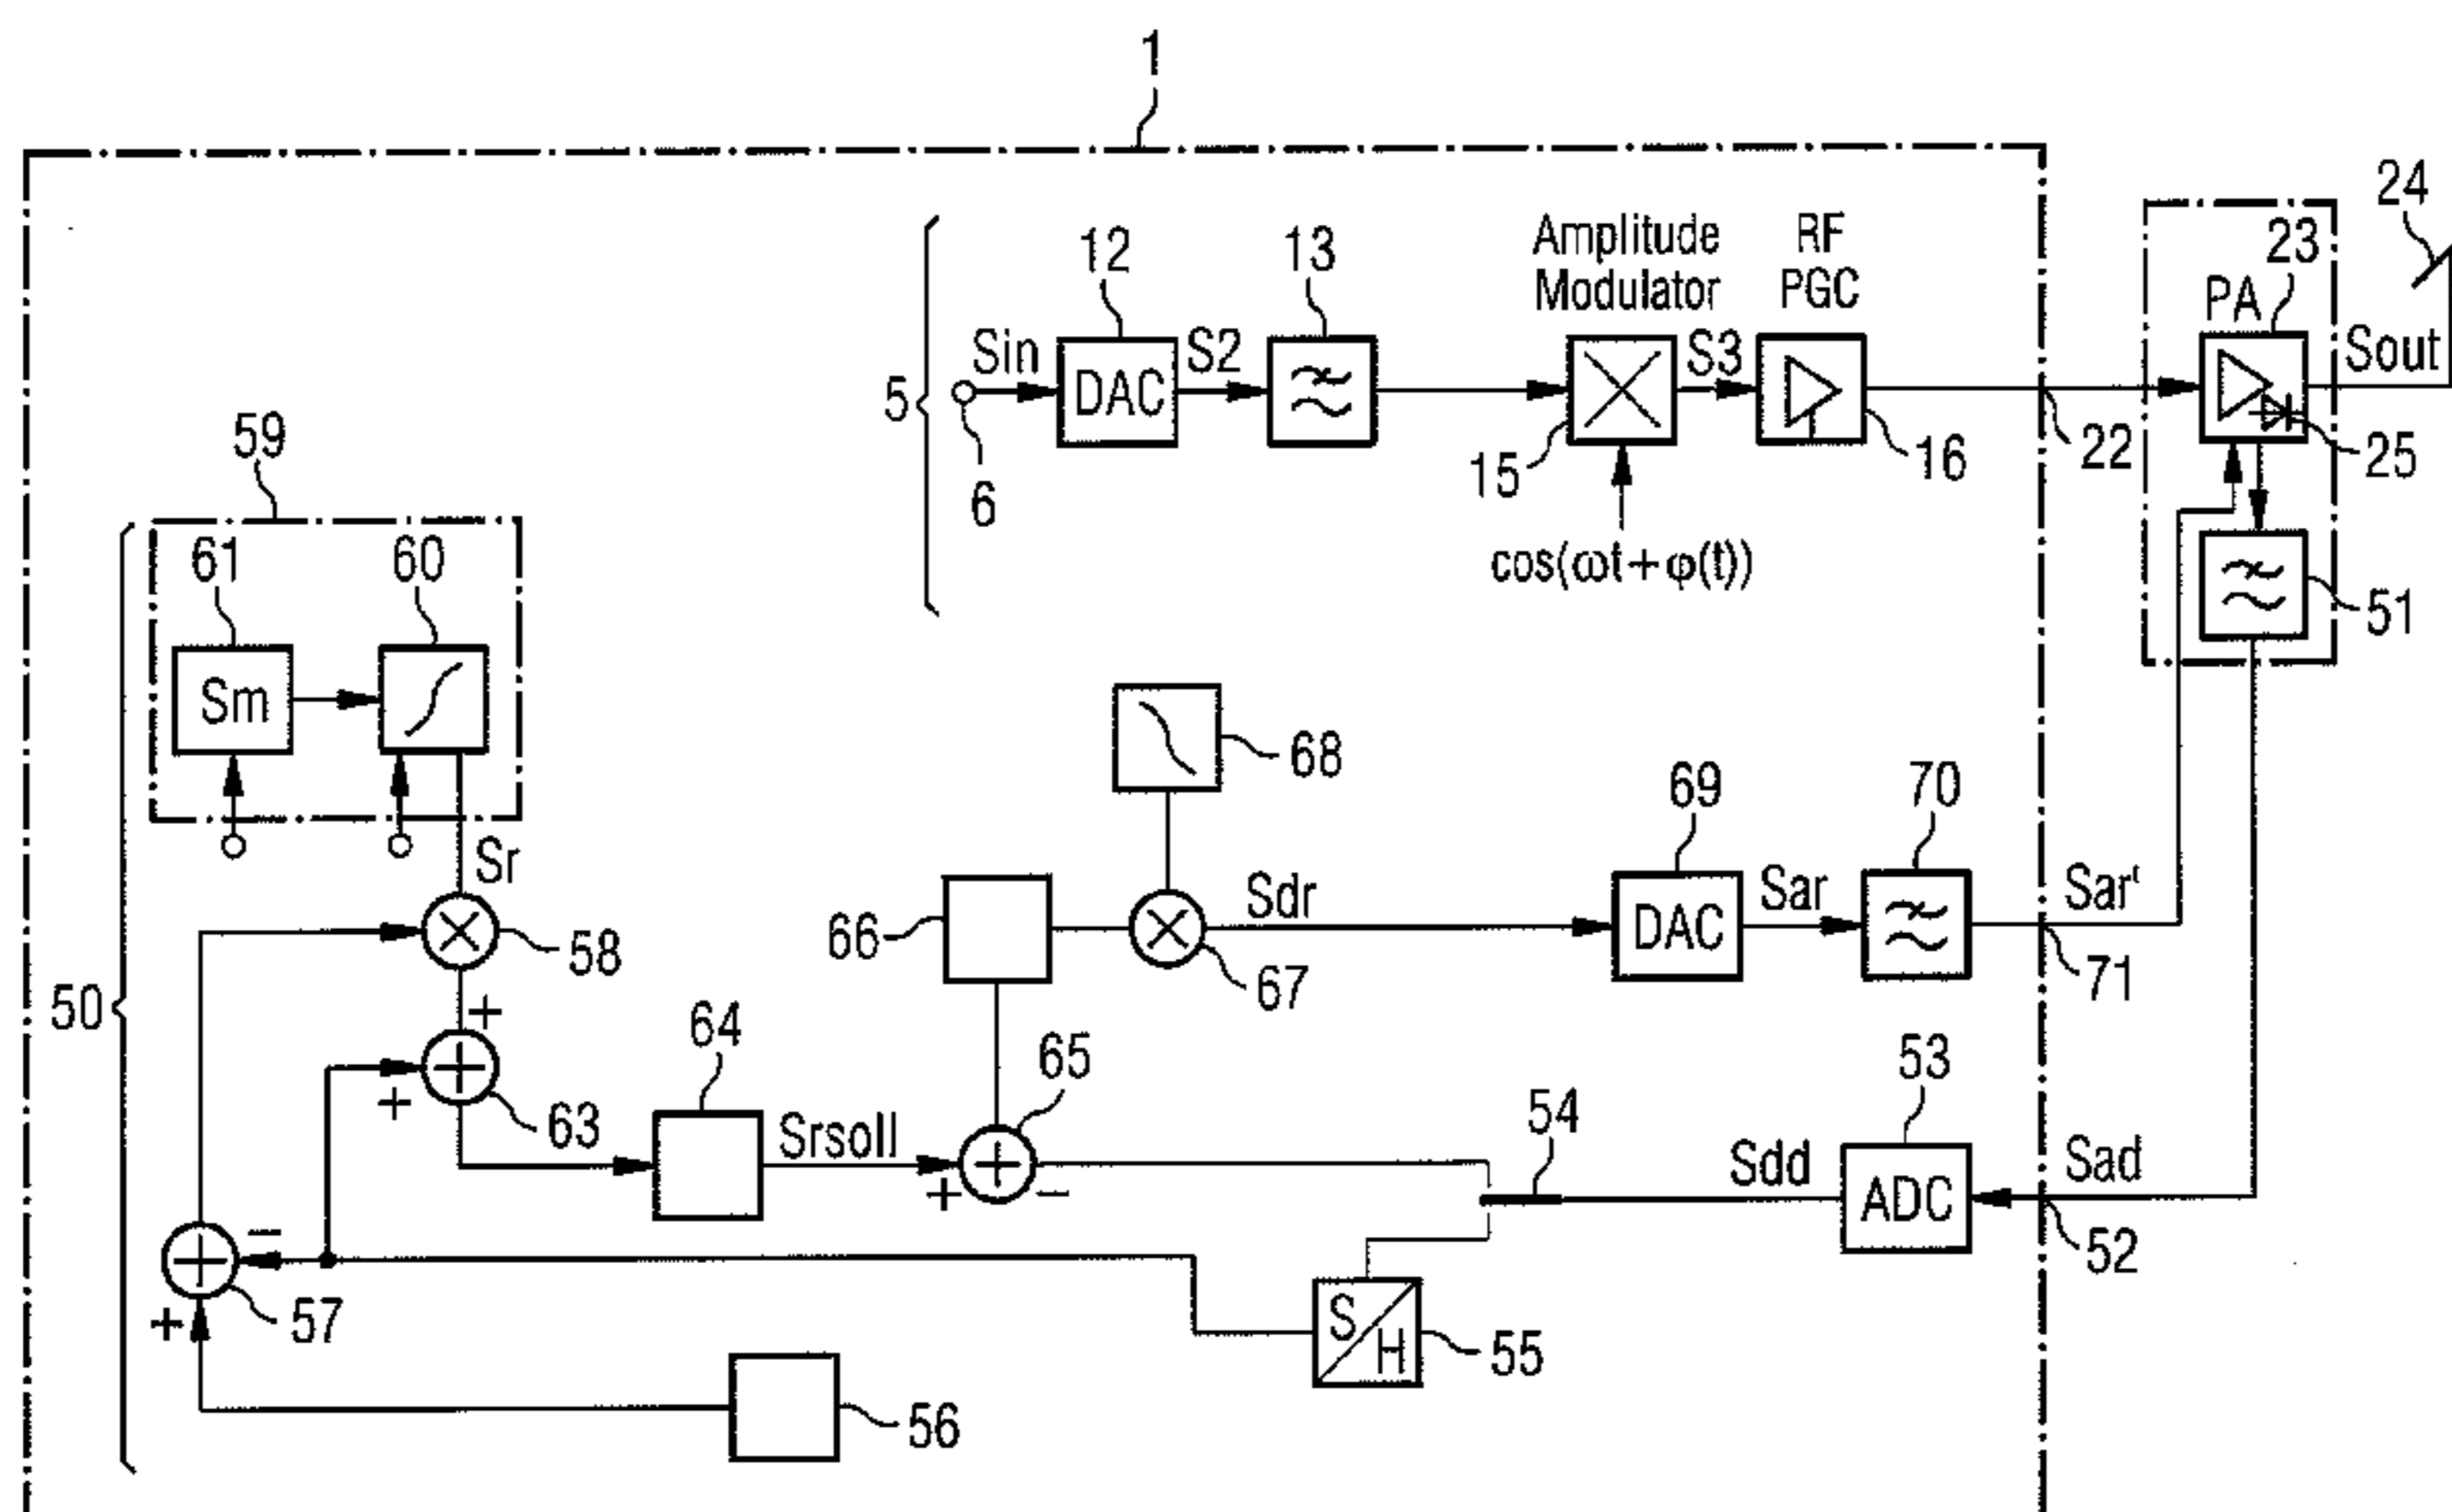 1
24
12
13
Amplitude
Modulator
RF
PGC
23
PA
Sin
S2
S3
Sout
5
DAC
59
6
15
16
22
25
cos(ωt+φ(t))
61
60
51
Sm
68
69
70
Sr
66
Sdr
DAC
Sar
Sar'
58
67
71
50
+
64
65
53
+
63
Srsoll
54
Sdd
Sad
+
−
ADC
−
52
57
+
S
H
55
56